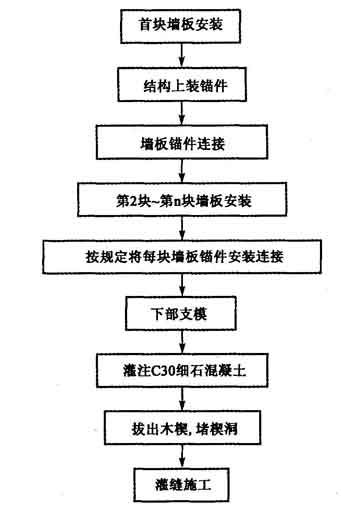 首块墙板安装
结构上装锚件
墙板锚件连接
第2块~第n块墙板安装
按规定将每块墙板锚件安装连接
下部支模
灌注C30细石混凝土
拔出木楔,堵楔洞
灌缝施工